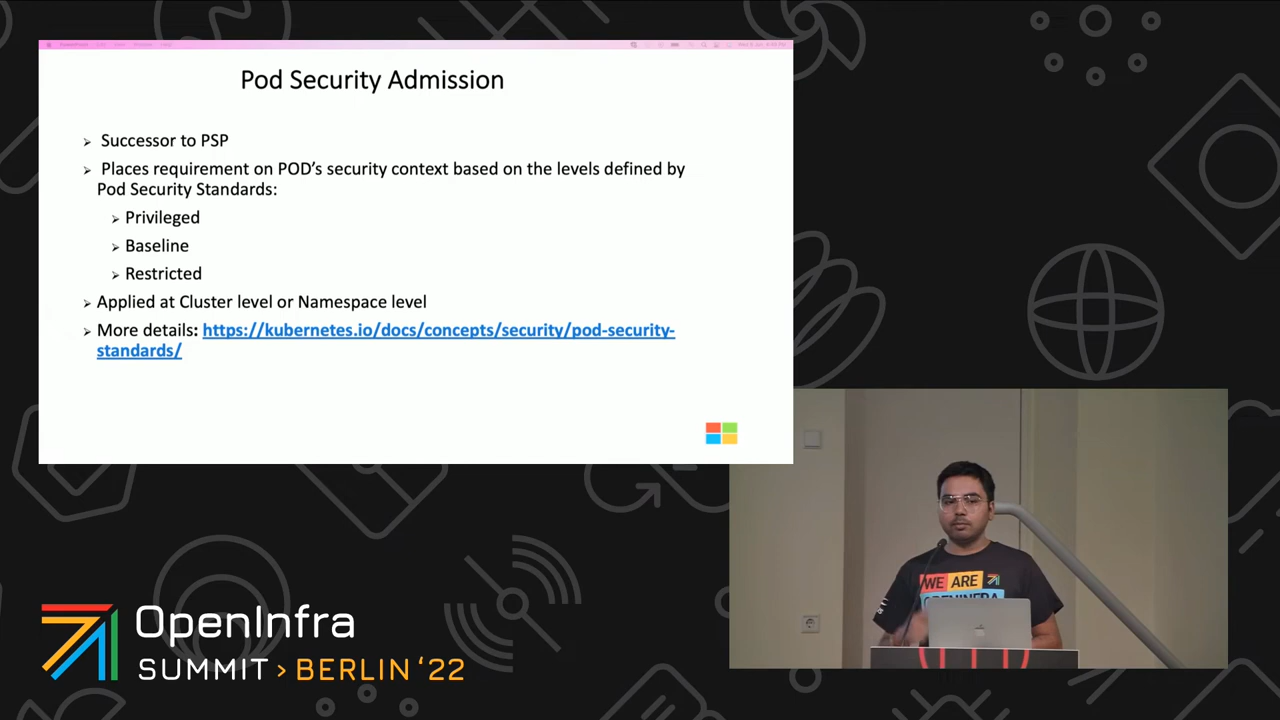 Pod Security Admission
Successor to PSP
Places requirement on POD's security context based on the levels defined by
Pod Security Standards:
Privileged
Baseline
Restricted
Applied at Cluster level or Namespace level
More details: https://kubernetes.io/docs/concepts/security/pod-security-
standards/
WE ARE
OPENINFRA
OpenInfra
SUMMIT > BERLIN ‘22